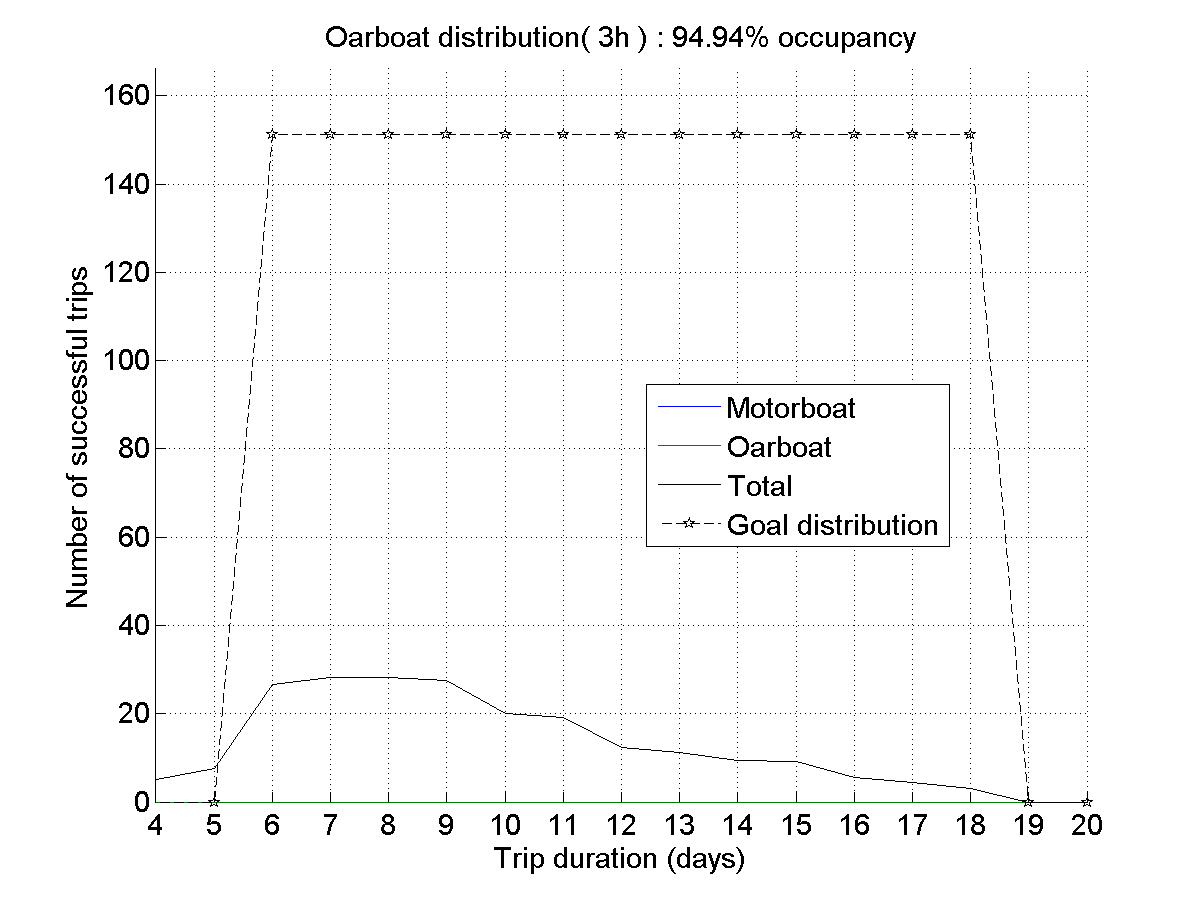 Oarboat distribution( 3h ) : 94.94% occupancy
160
140
120
100
80
60
40
20
0
Number of successful trips
Motorboat
Oarboat
Total
Goal distribution
4 5 6 7 8 9 10 11 12 13 14 15 16 17 18 19 20
Trip duration (days)